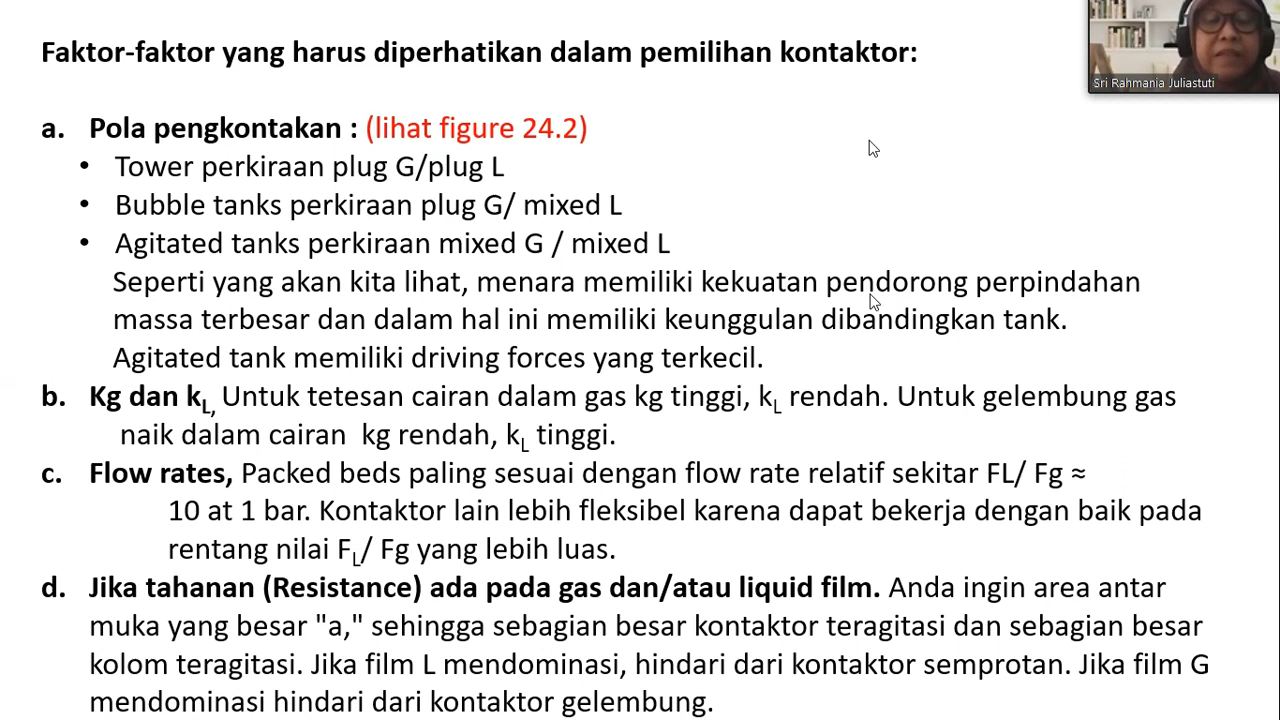 Faktor-faktor yang harus diperhatikan dalam pemilihan kontaktor:
Sri Rahmania Juliastuti
a. Pola pengkontakan : (lihat figure 24.2)
• Tower perkiraan plug G/plug L
• Bubble tanks perkiraan plug G/ mixed L
• Agitated tanks perkiraan mixed G / mixed L
Seperti yang akan kita lihat, menara memiliki kekuatan pendorong perpindahan
massa terbesar dan dalam hal ini memiliki keunggulan dibandingkan tank.
Agitated tank memiliki driving forces yang terkecil.
b. Kg dan kL, Untuk tetesan cairan dalam gas kg tinggi, kL rendah. Untuk gelembung gas
naik dalam cairan kg rendah, kL tinggi.
c. Flow rates, Packed beds paling sesuai dengan flow rate relatif sekitar FL/ Fg ≈
10 at 1 bar. Kontaktor lain lebih fleksibel karena dapat bekerja dengan baik pada
rentang nilai FL/ Fg yang lebih luas.
d. Jika tahanan (Resistance) ada pada gas dan/atau liquid film. Anda ingin area antar
muka yang besar "a," sehingga sebagian besar kontaktor teragitasi dan sebagian besar
kolom teragitasi. Jika film L mendominasi, hindari dari kontaktor semprotan. Jika film G
mendominasi hindari dari kontaktor gelembung.